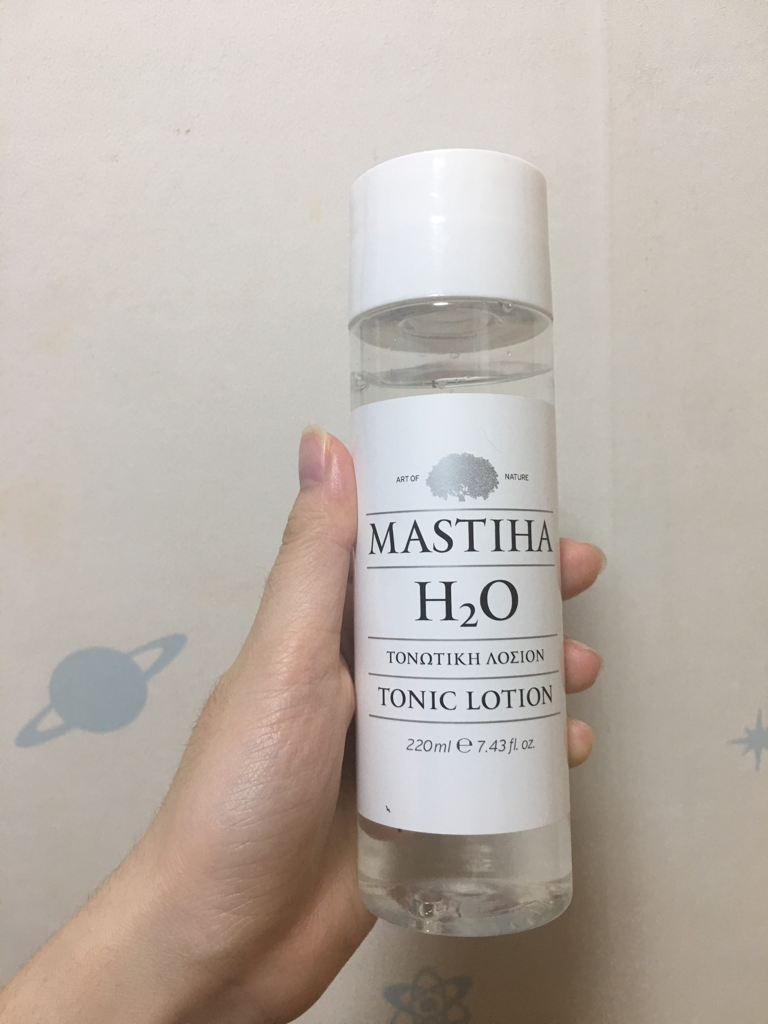 ART OF NATURE
MASTIHA
H₂O
ΤΟΝΩΤΙΚΗ ΛΟΣΙΟΝ
TONIC LOTION
220ml ℮ 7.43 fl. oz.